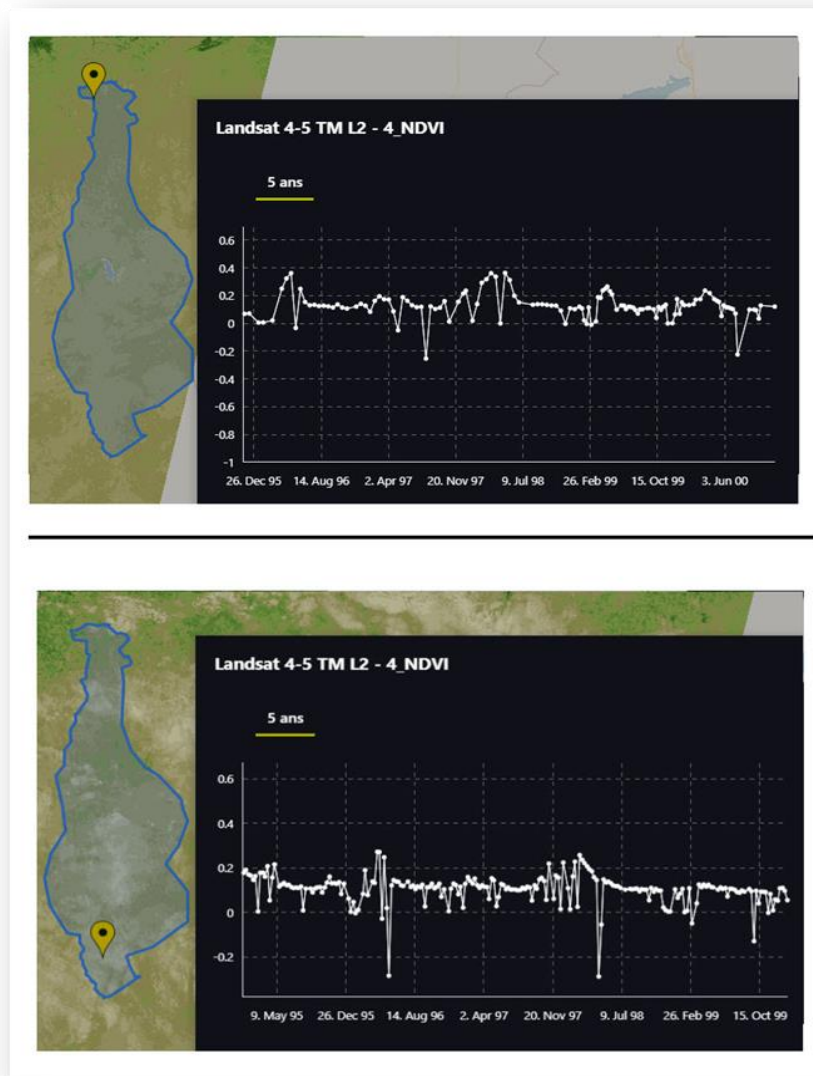 Landsat 4-5 TM L2 - 4_NDVI
5 ans
0.6
0.4
0.2
0
-0.2
-0.4
-0.6
-0.8
-1
26. Dec 95 14. Aug 96 2. Apr 97 20. Nov 97 9. Jul 98 26. Feb 99 15. Oct 99 3. Jun 00
Landsat 4-5 TM L2 - 4_NDVI
5 ans
0.6
0.4
0.2
0
-0.2
9. May 95 26. Dec 95 14. Aug 96 2. Apr 97 20. Nov 97 9. Jul 98 26. Feb 99 15. Oct 99